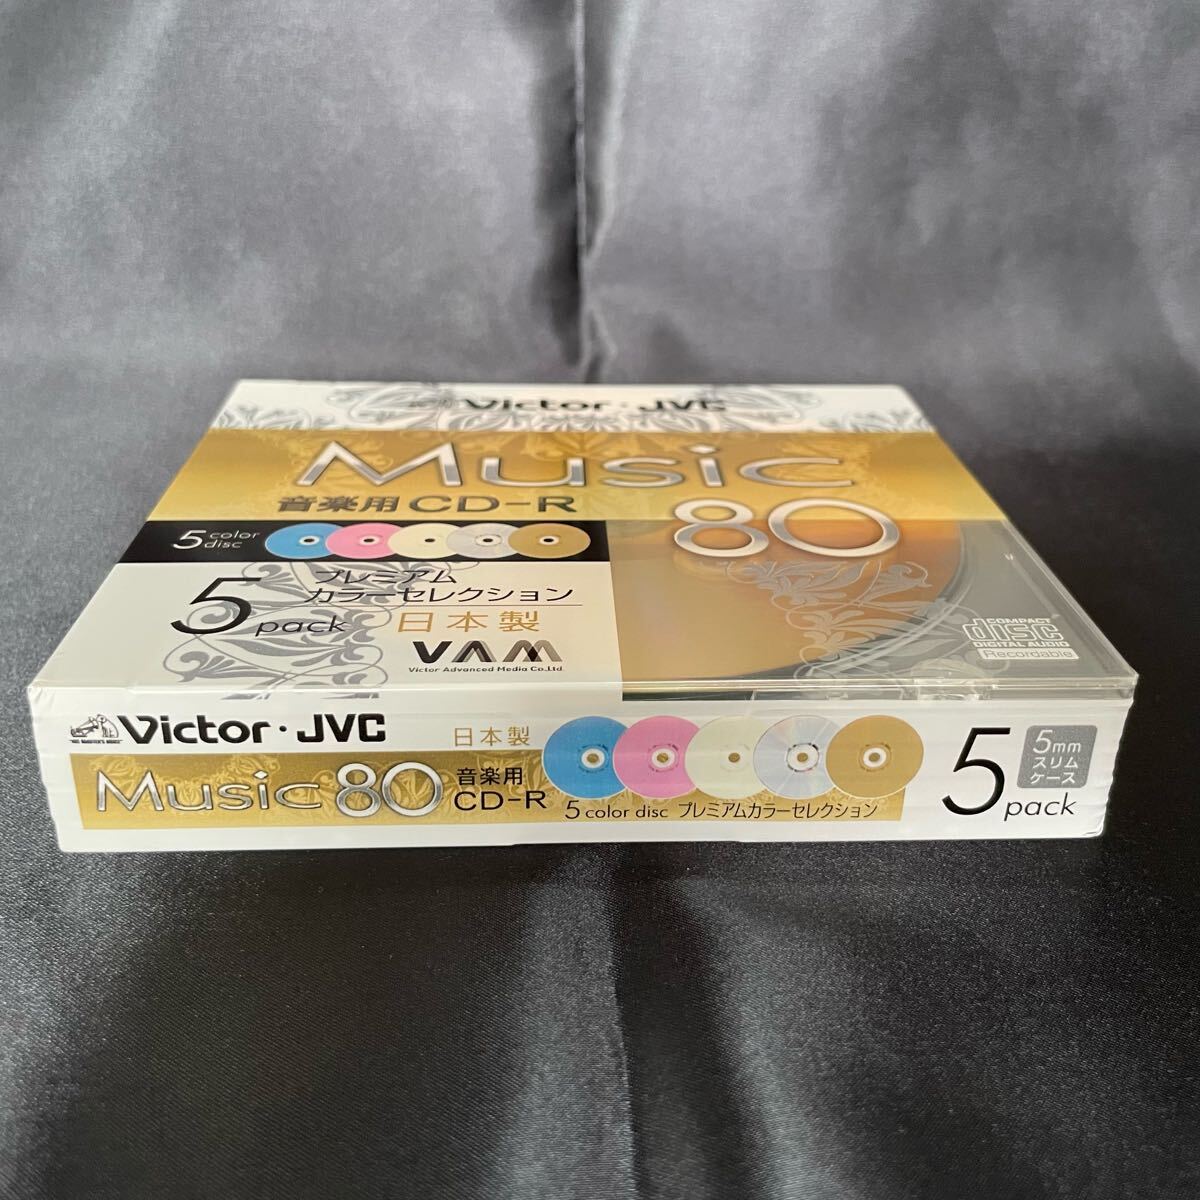 Victor・JVC
Music
音楽用 CD-R
80
5 color disc
5 pack
プレミアム
カラーセレクション
日本製
VAM
Victor Advanced Media Co.,Ltd.
COMPACT
disc
DIGITAL AUDIO
Recordable
"HIS MASTER'S VOICE"
Victor・JVC
日本製
Music 80
音楽用
CD-R
5 color disc プレミアムカラーセレクション
5 pack
5mm
スリム
ケース